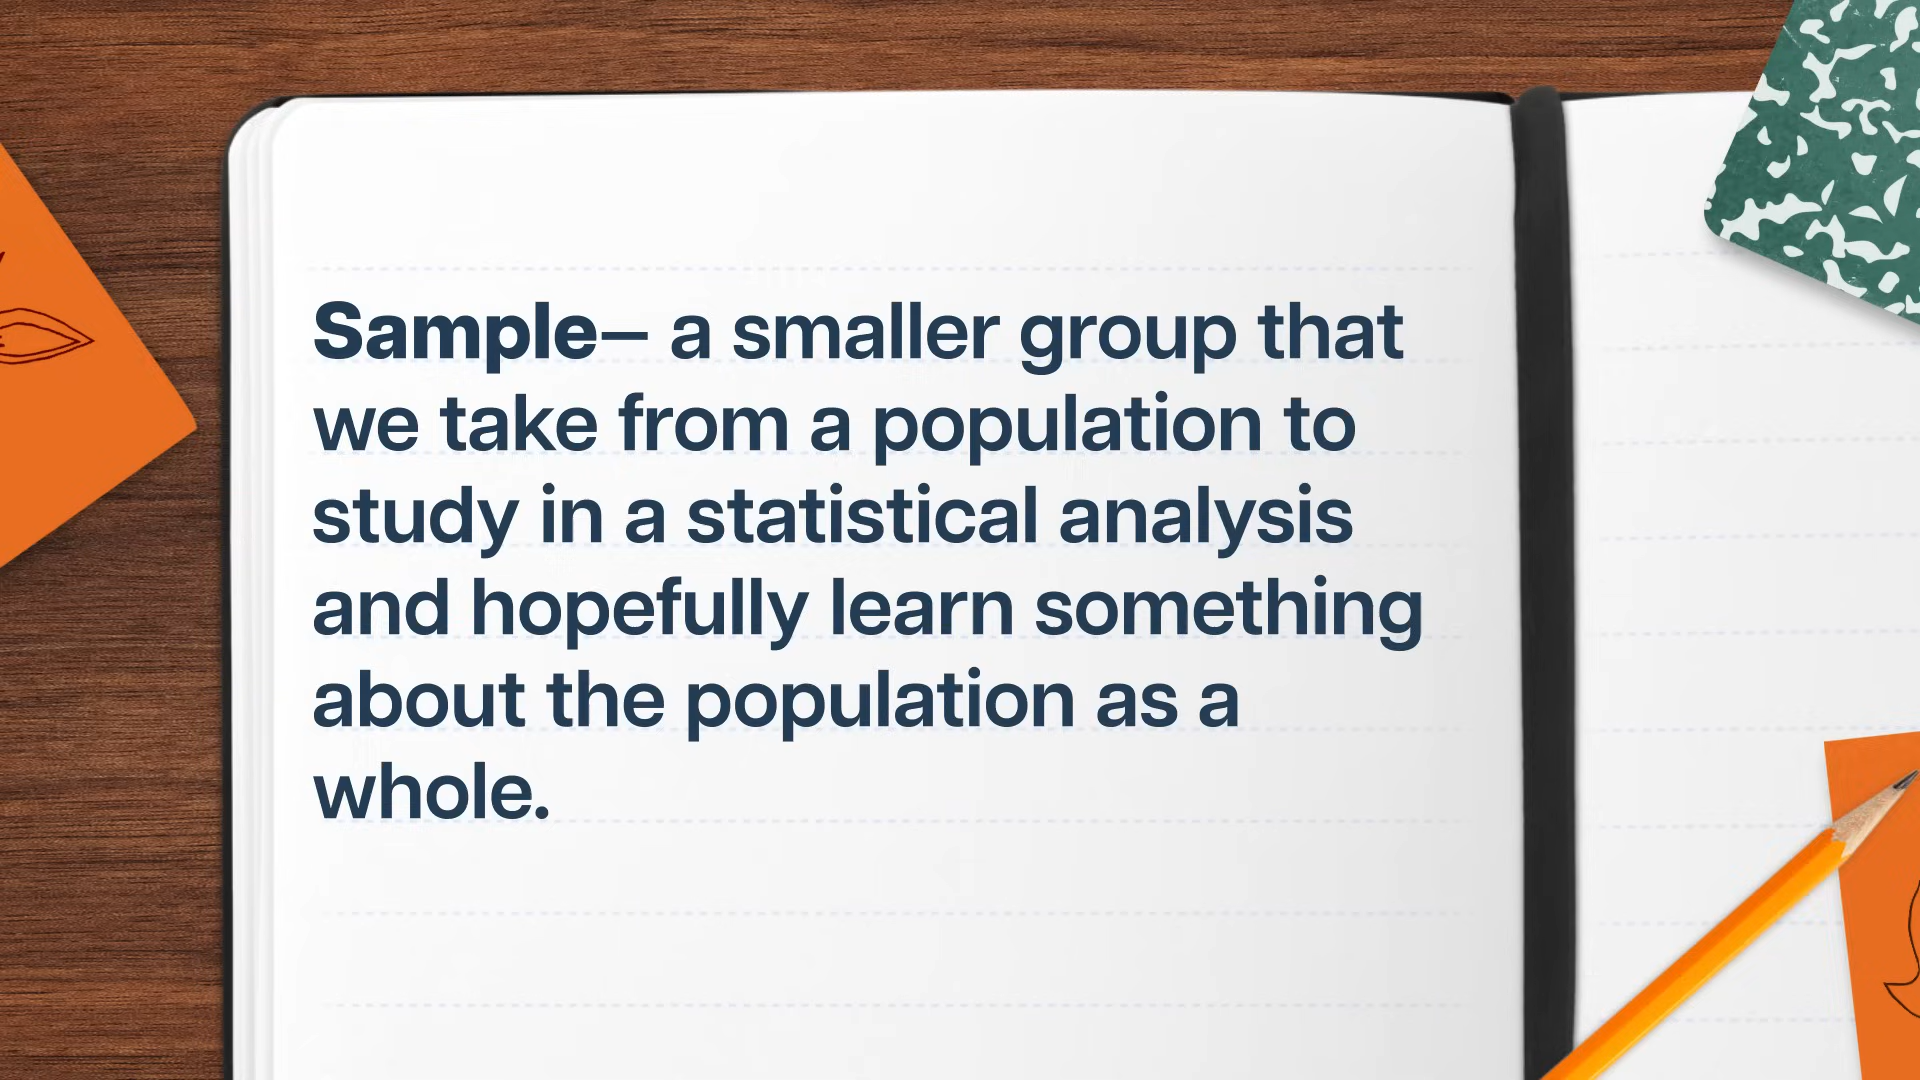 Sample– a smaller group that
we take from a population to
study in a statistical analysis
and hopefully learn something
about the population as a
whole.